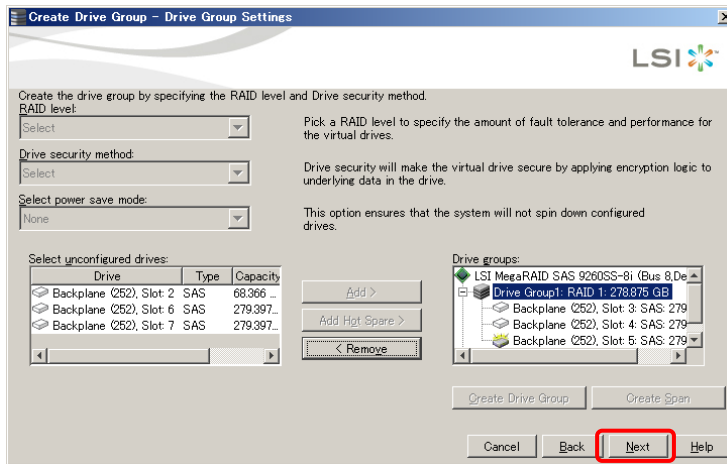 Create Drive Group - Drive Group Settings
LSI
Create the drive group by specifying the RAID level and Drive security method.
RAID level:
Select
Pick a RAID level to specify the amount of fault tolerance and performance for
the virtual drives.
Drive security method:
Select
Drive security will make the virtual drive secure by applying encryption logic to
underlying data in the drive.
Select power save mode:
None
This option ensures that the system will not spin down configured
drives.
Select unconfigured drives:
Drive Type Capacity
Backplane (252), Slot: 2 SAS 68.366 ...
Backplane (252), Slot: 6 SAS 279.397...
Backplane (252), Slot: 7 SAS 279.397...
Add >
Add Hot Spare >
< Remove
Drive groups:
LSI MegaRAID SAS 9260SS-8i (Bus 8,De
Drive Group1: RAID 1: 278.875 GB
Backplane (252), Slot: 3: SAS: 279
Backplane (252), Slot: 4: SAS: 279
Backplane (252), Slot: 5: SAS: 279
Create Drive Group Create Span
Cancel Back Next Help